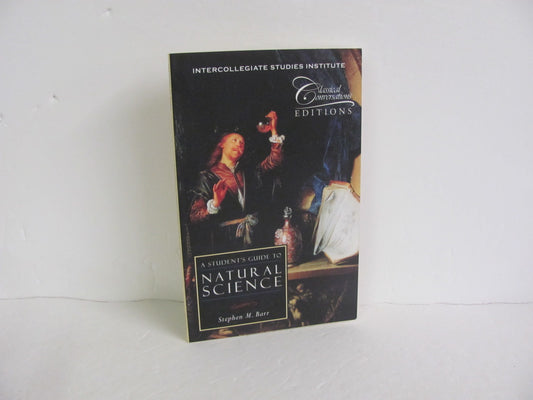 INTERCOLLEGIATE STUDIES INSTITUTE
Classical
Conversations
EDITIONS
A STUDENT'S GUIDE TO
NATURAL
SCIENCE
Stephen M. Barr